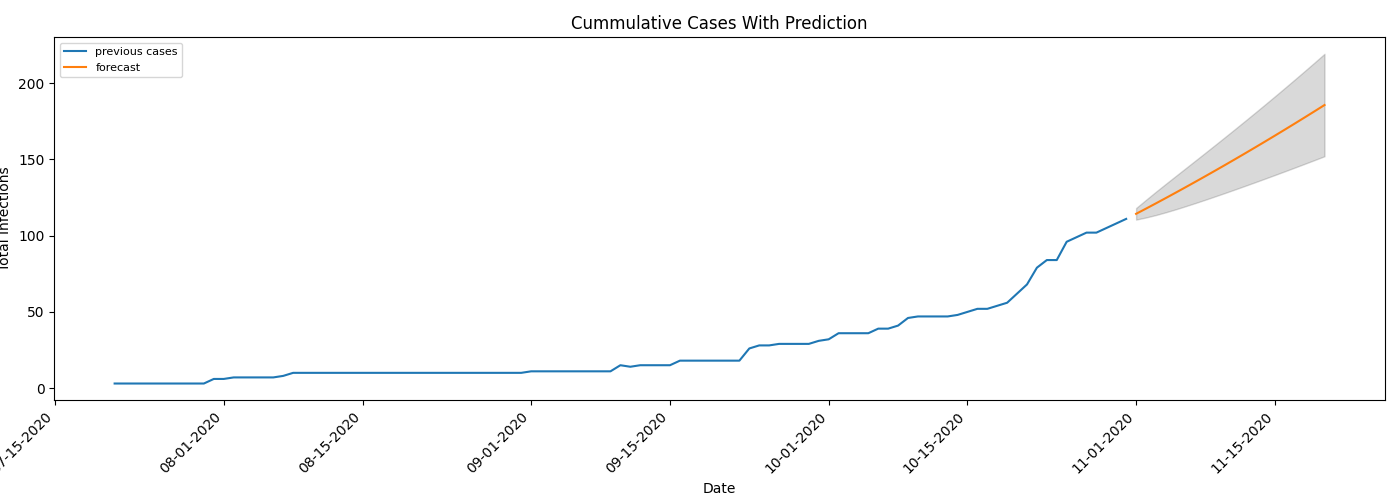 Cummulative Cases With Prediction
previous cases
forecast
200
150
100
50
0
Total Infections
7-15-2020
08-01-2020
08-15-2020
09-01-2020
09-15-2020
10-01-2020
10-15-2020
11-01-2020
11-15-2020
Date